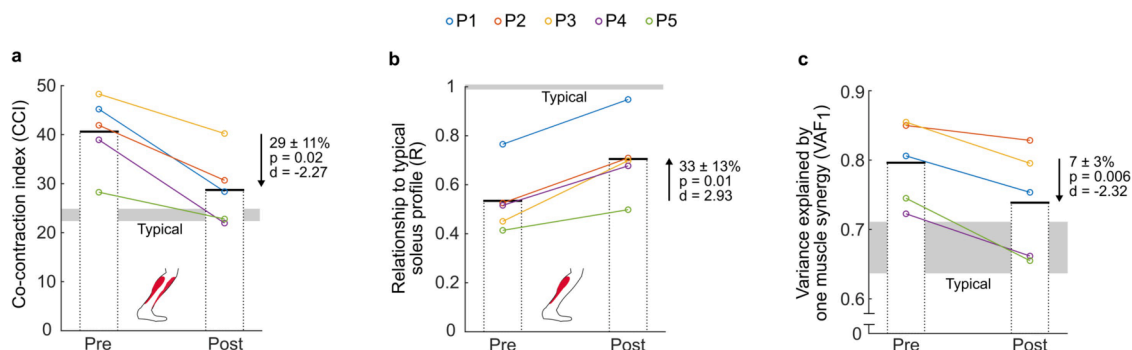 P1 P2 P3 P4 P5
a
Co-contraction index (CCI)
50
40
30
20
10
0
Typical
29 ± 11%
p = 0.02
d = -2.27
Pre Post
b
Relationship to typical
soleus profile (R)
1
0.8
0.6
0.4
0.2
0
Typical
33 ± 13%
p = 0.01
d = 2.93
Pre Post
c
Variance explained by
one muscle synergy (VAF1)
0.9
0.8
0.7
0.6
0
Typical
7 ± 3%
p = 0.006
d = -2.32
Pre Post